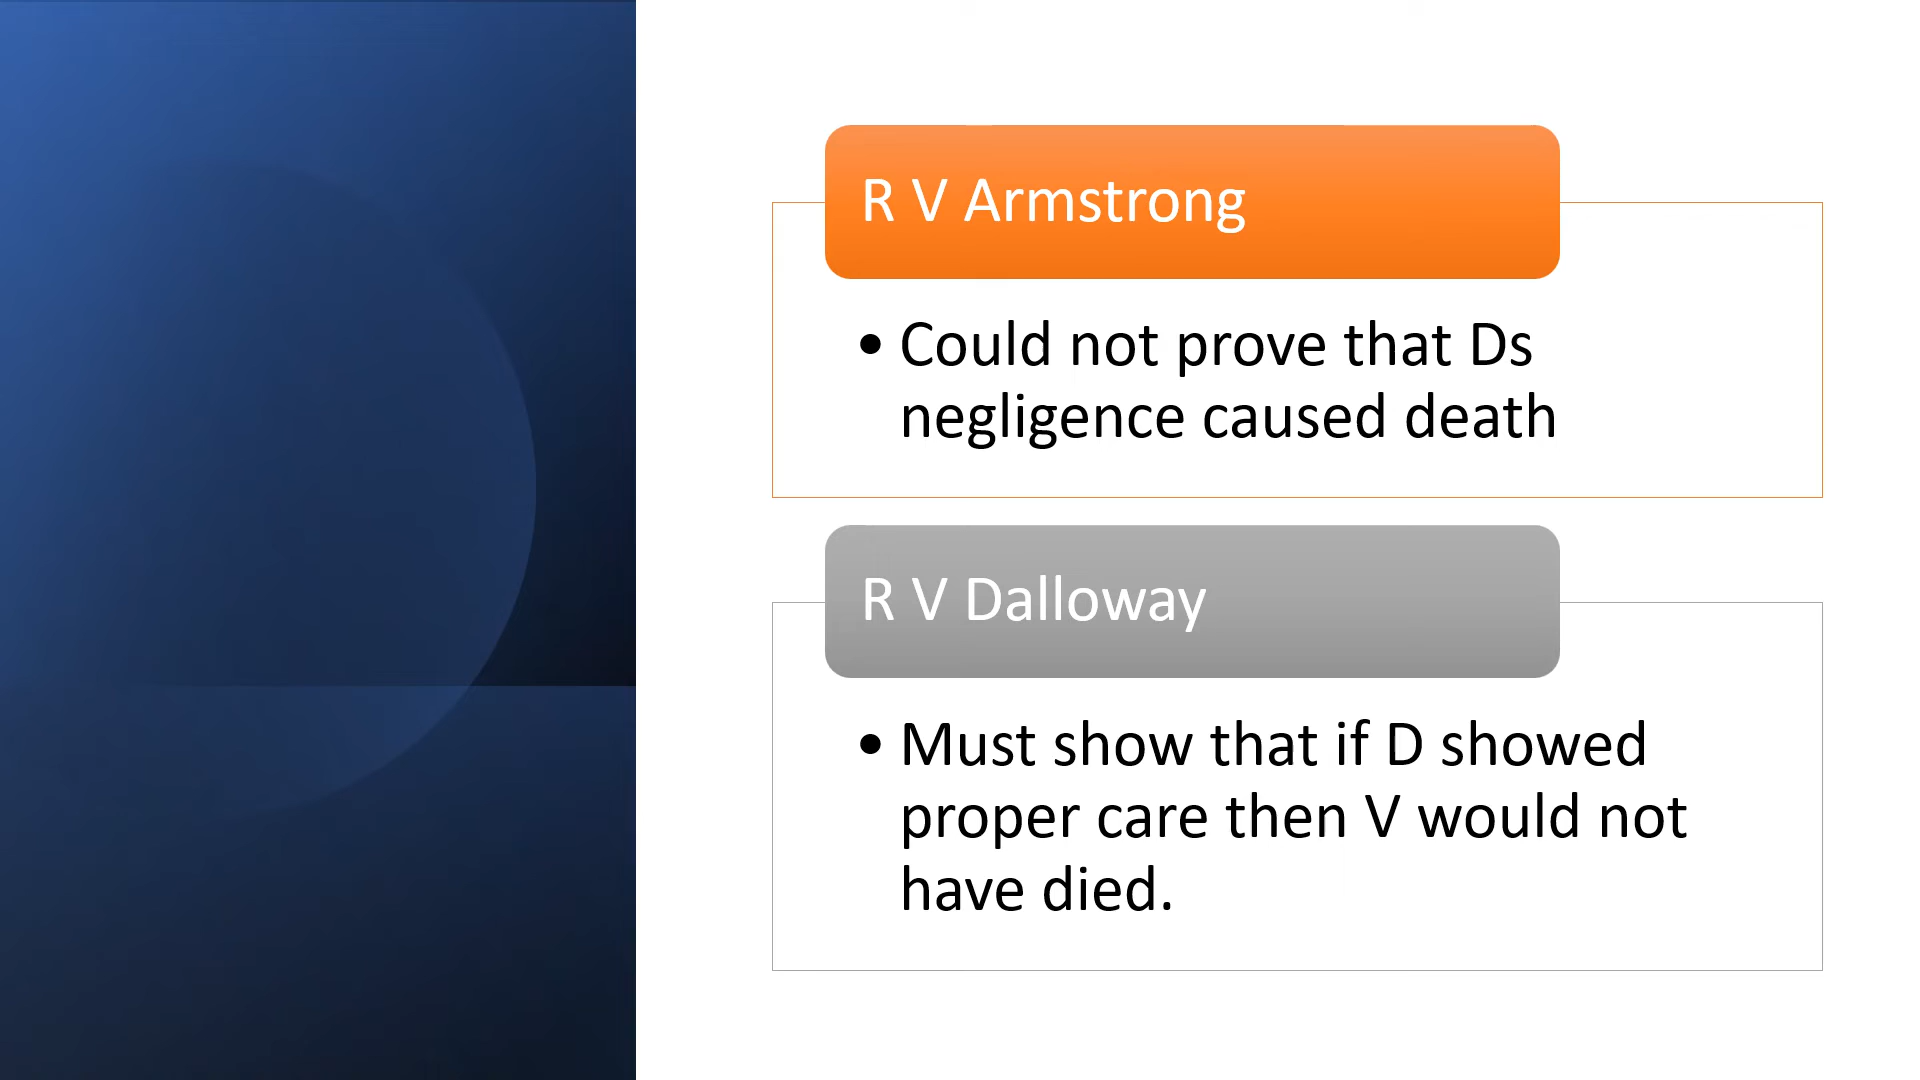 R V Armstrong
• Could not prove that Ds
negligence caused death
R V Dalloway
• Must show that if D showed
proper care then V would not
have died.